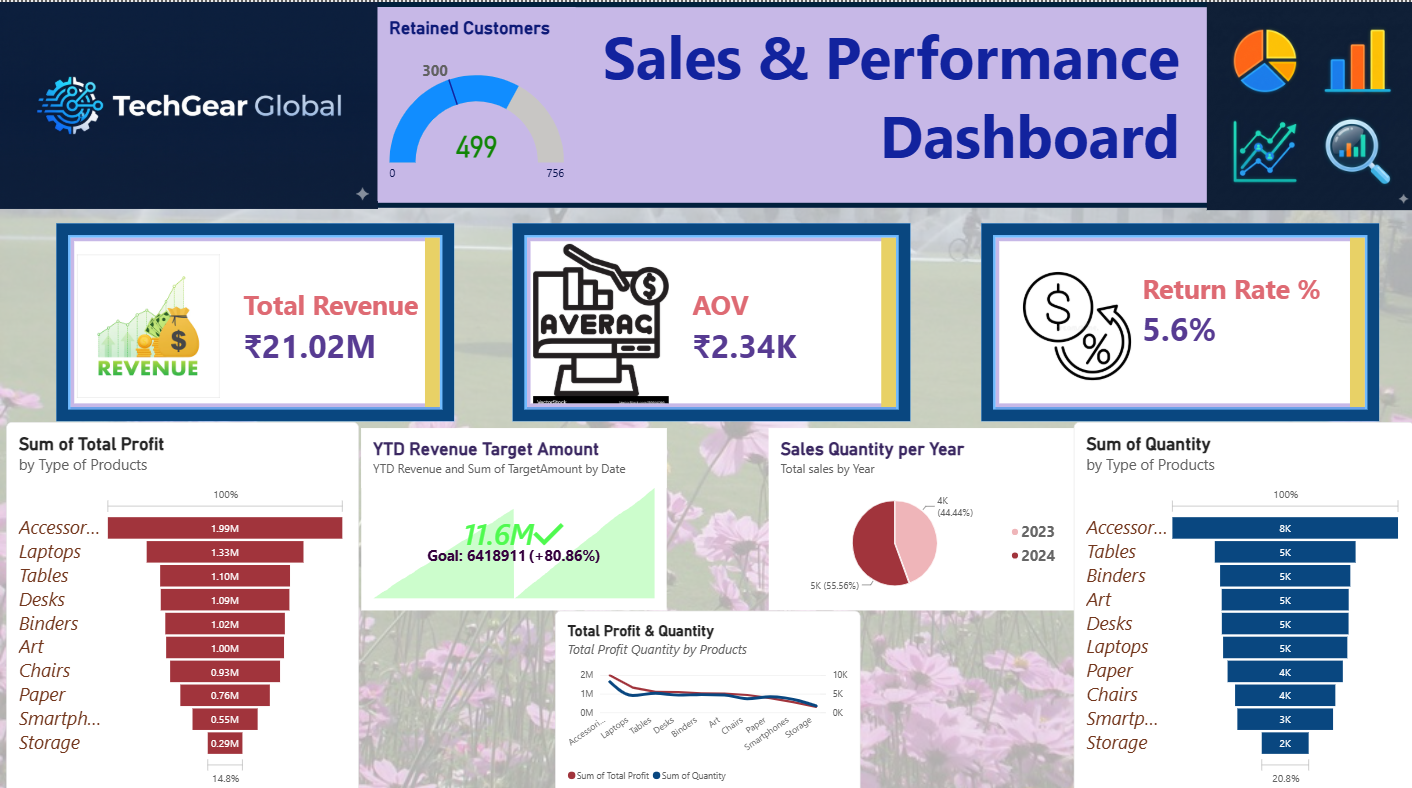 TechGear Global
Retained Customers
300
499
0
756
Sales & Performance
Dashboard
REVENUE
Total Revenue
₹21.02M
AVERAG
VectorStock
AOV
₹2.34K
Return Rate %
5.6%
Sum of Total Profit
by Type of Products
100%
Accessor... 1.99M
Laptops 1.33M
Tables 1.10M
Desks 1.09M
Binders 1.02M
Art 1.00M
Chairs 0.93M
Paper 0.76M
Smartph... 0.55M
Storage 0.29M
14.8%
YTD Revenue Target Amount
YTD Revenue and Sum of TargetAmount by Date
11.6M
Goal: 6418911 (+80.86%)
Sales Quantity per Year
Total sales by Year
4K
(44.44%)
5K (55.56%)
2023
2024
Total Profit & Quantity
Total Profit Quantity by Products
2M
1M
0M
10K
5K
0K
Accessori...
Laptops
Tables
Desks
Binders
Art
Chairs
Paper
Smartphones
Storage
Sum of Total Profit
Sum of Quantity
Sum of Quantity
by Type of Products
100%
Accessor... 8K
Tables 5K
Binders 5K
Art 5K
Desks 5K
Laptops 5K
Paper 4K
Chairs 4K
Smartp... 3K
Storage 2K
20.8%